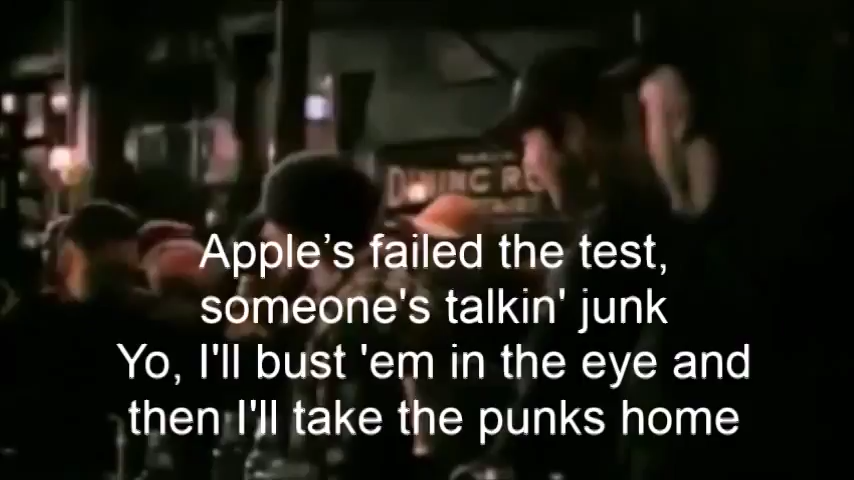 DINING R
Apple’s failed the test,
someone's talkin' junk
Yo, I'll bust 'em in the eye and
then I'll take the punks home